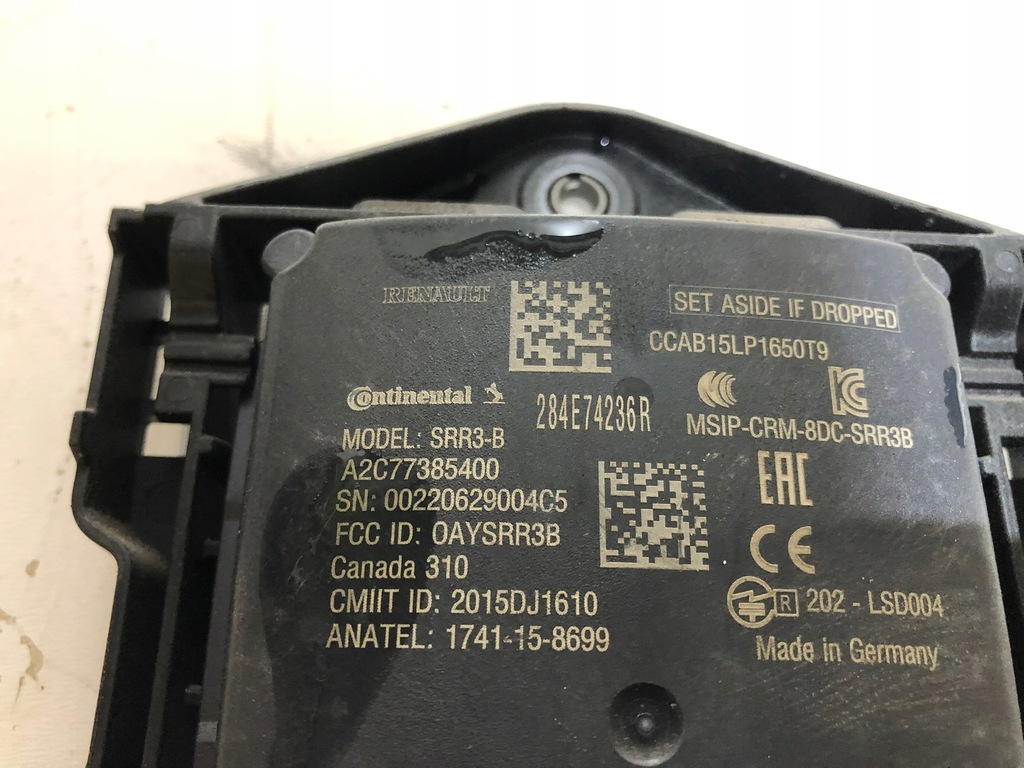 RENAULT
SET ASIDE IF DROPPED
CCAB15LP1650T9
Continental
284E74236R
MSIP-CRM-8DC-SRR3B
MODEL: SRR3-B
A2C77385400
SN: 00220629004C5
EAC
FCC ID: OAYSRR3B
CE
Canada 310
CMIIT ID: 2015DJ1610
R 202 - LSD004
ANATEL: 1741-15-8699
Made in Germany